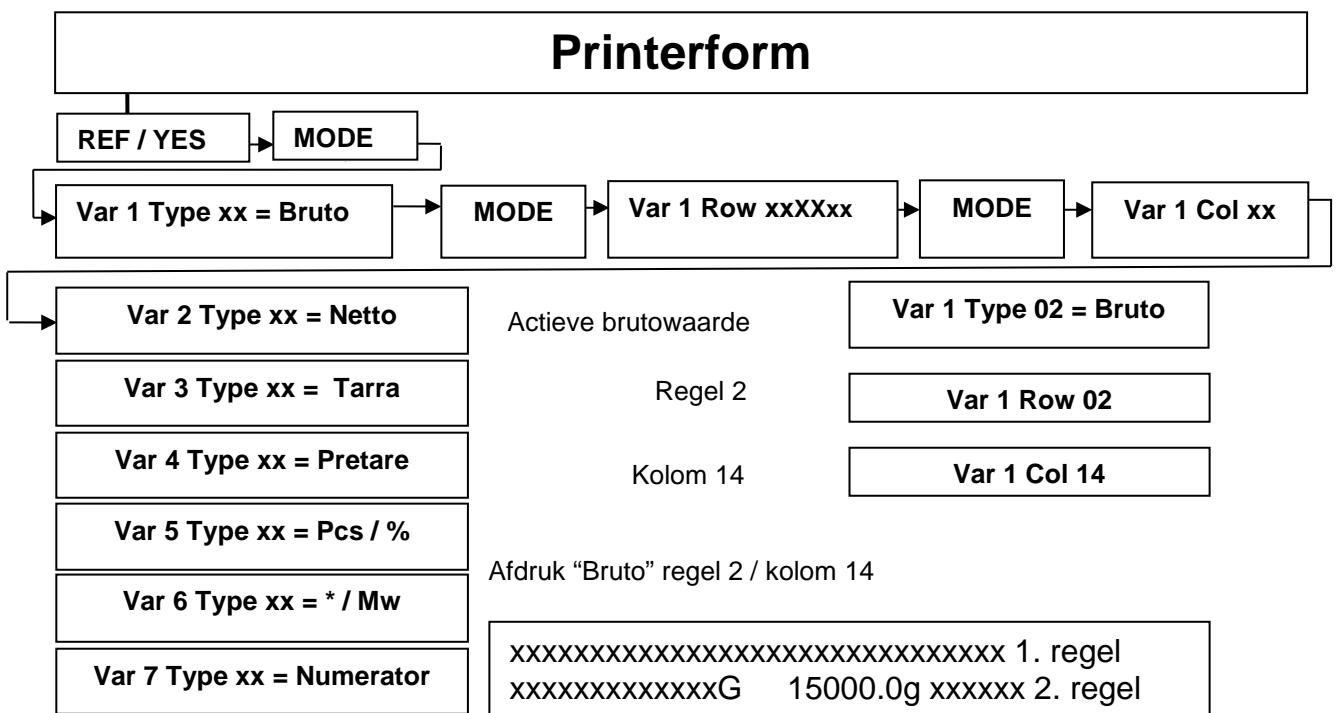 Printerform
REF / YES
MODE
Var 1 Type xx = Bruto
MODE
Var 1 Row xxXXxx
MODE
Var 1 Col xx
Var 2 Type xx = Netto
Actieve brutowaarde
Var 1 Type 02 = Bruto
Var 3 Type xx = Tarra
Regel 2
Var 1 Row 02
Var 4 Type xx = Pretare
Kolom 14
Var 1 Col 14
Var 5 Type xx = Pcs / %
Afdruk “Bruto” regel 2 / kolom 14
Var 6 Type xx = * / Mw
Var 7 Type xx = Numerator
xxxxxxxxxxxxxxxxxxxxxxxxxxxxxxx 1. regel
xxxxxxxxxxxxxG 15000.0g xxxxxx 2. regel